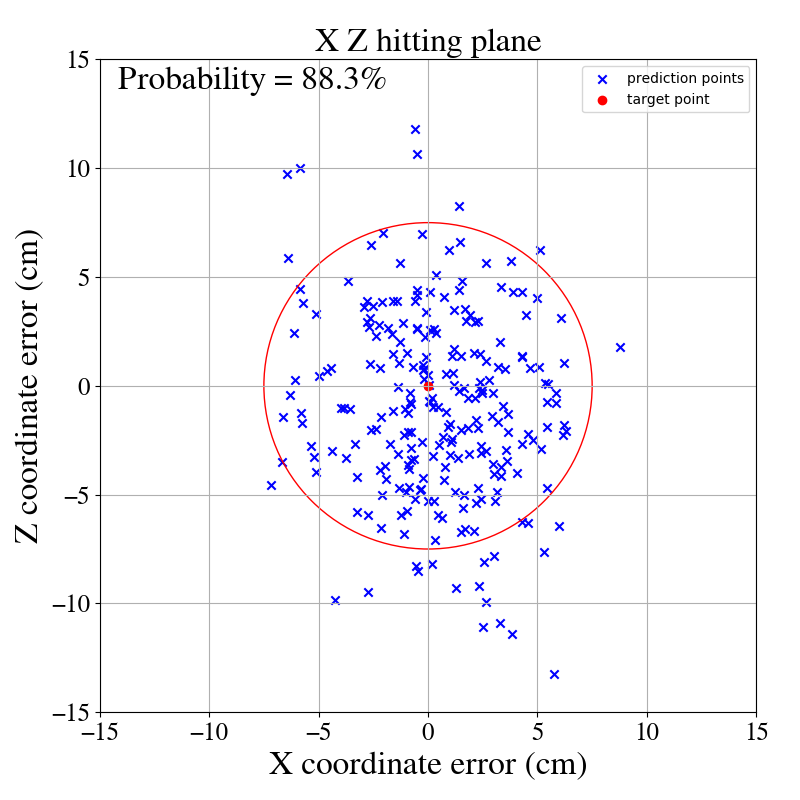 X Z hitting plane
Probability = 88.3%
prediction points
target point
Z coordinate error (cm)
15
10
5
0
−5
−10
−15
−15 −10 −5 0 5 10 15
X coordinate error (cm)